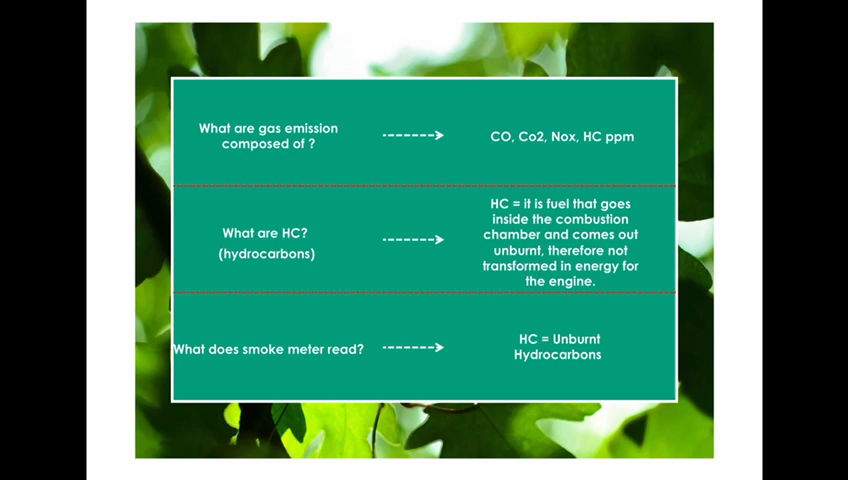 What are gas emission
composed of ?
CO, Co2, Nox, HC ppm
What are HC?
(hydrocarbons)
HC = it is fuel that goes
inside the combustion
chamber and comes out
unburnt, therefore not
transformed in energy for
the engine.
What does smoke meter read?
HC = Unburnt
Hydrocarbons